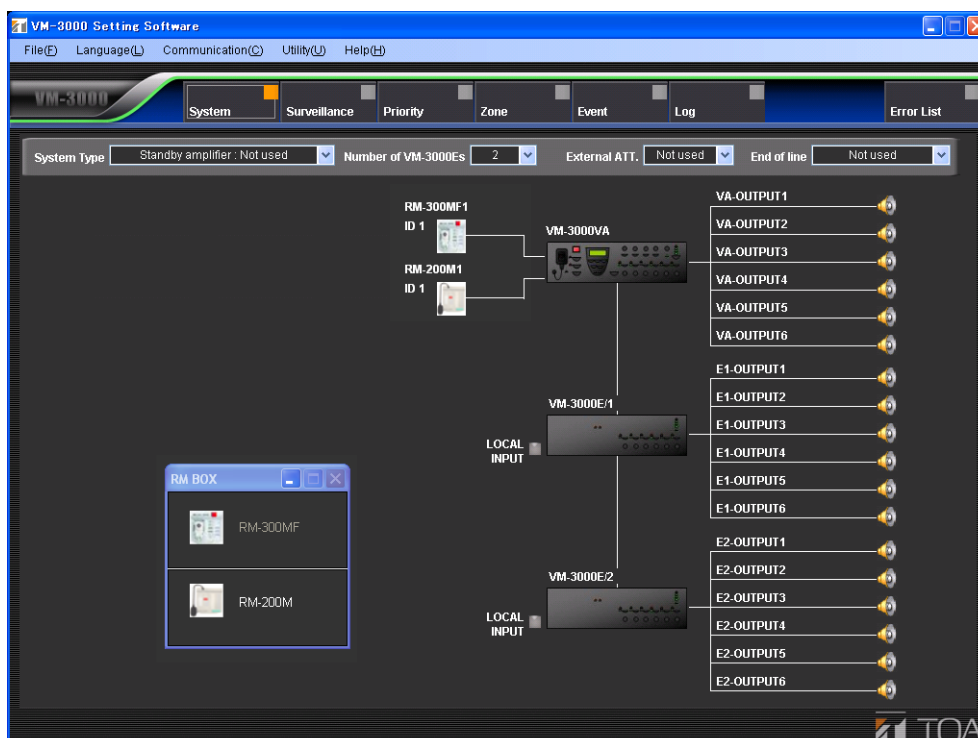 VM-3000 Setting Software
File(F) Language(L) Communication(C) Utility(U) Help(H)
VM-3000
System Surveillance Priority Zone Event Log Error List
System Type Standby amplifier : Not used Number of VM-3000Es 2 External ATT. Not used End of line Not used
RM-300MF1
ID 1
RM-200M1
ID 1
VM-3000VA
VA-OUTPUT1
VA-OUTPUT2
VA-OUTPUT3
VA-OUTPUT4
VA-OUTPUT5
VA-OUTPUT6
VM-3000E/1
LOCAL
INPUT
E1-OUTPUT1
E1-OUTPUT2
E1-OUTPUT3
E1-OUTPUT4
E1-OUTPUT5
E1-OUTPUT6
RM BOX
RM-300MF
RM-200M
VM-3000E/2
LOCAL
INPUT
E2-OUTPUT1
E2-OUTPUT2
E2-OUTPUT3
E2-OUTPUT4
E2-OUTPUT5
E2-OUTPUT6
TOA